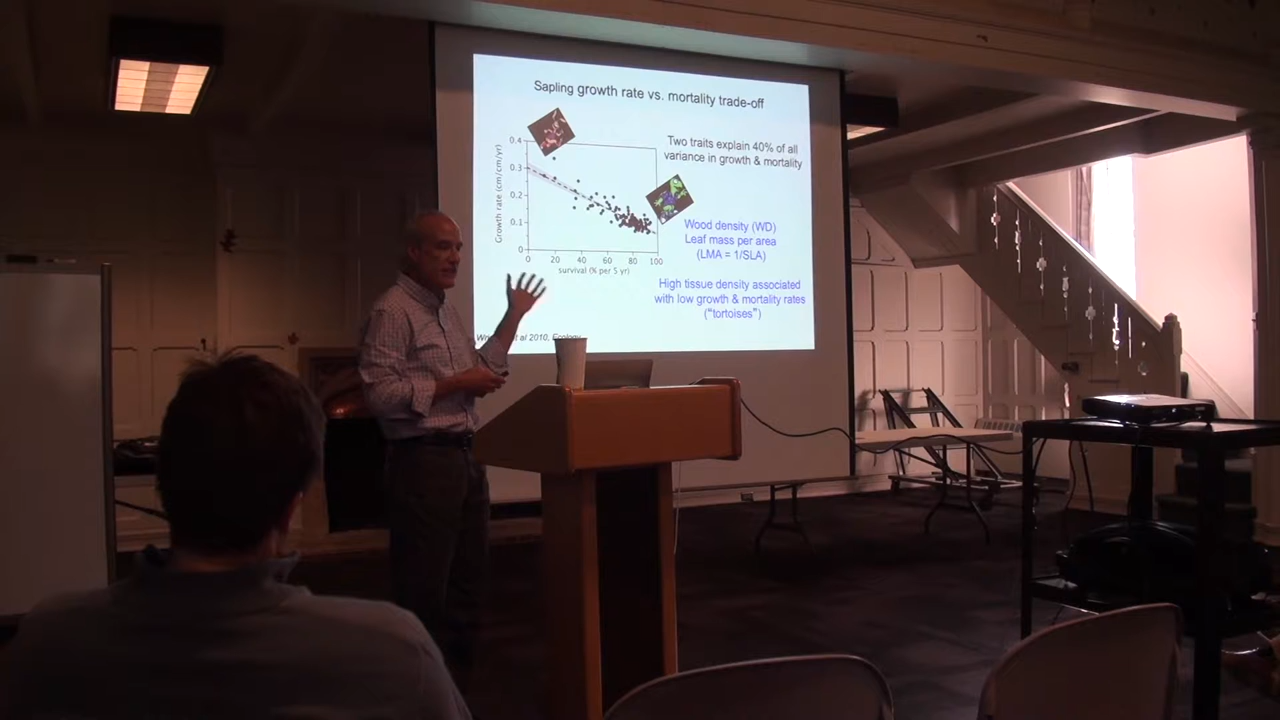 Sapling growth rate vs. mortality trade-off
Two traits explain 40% of all
variance in growth & mortality
Growth rate (cm/cm/yr)
0.4
0.3
0.2
0.1
0
0 20 40 60 80 100
survival (% per 5 yr)
Wood density (WD)
Leaf mass per area
(LMA = 1/SLA)
High tissue density associated
with low growth & mortality rates
("tortoises")
et al 2010, Ecology